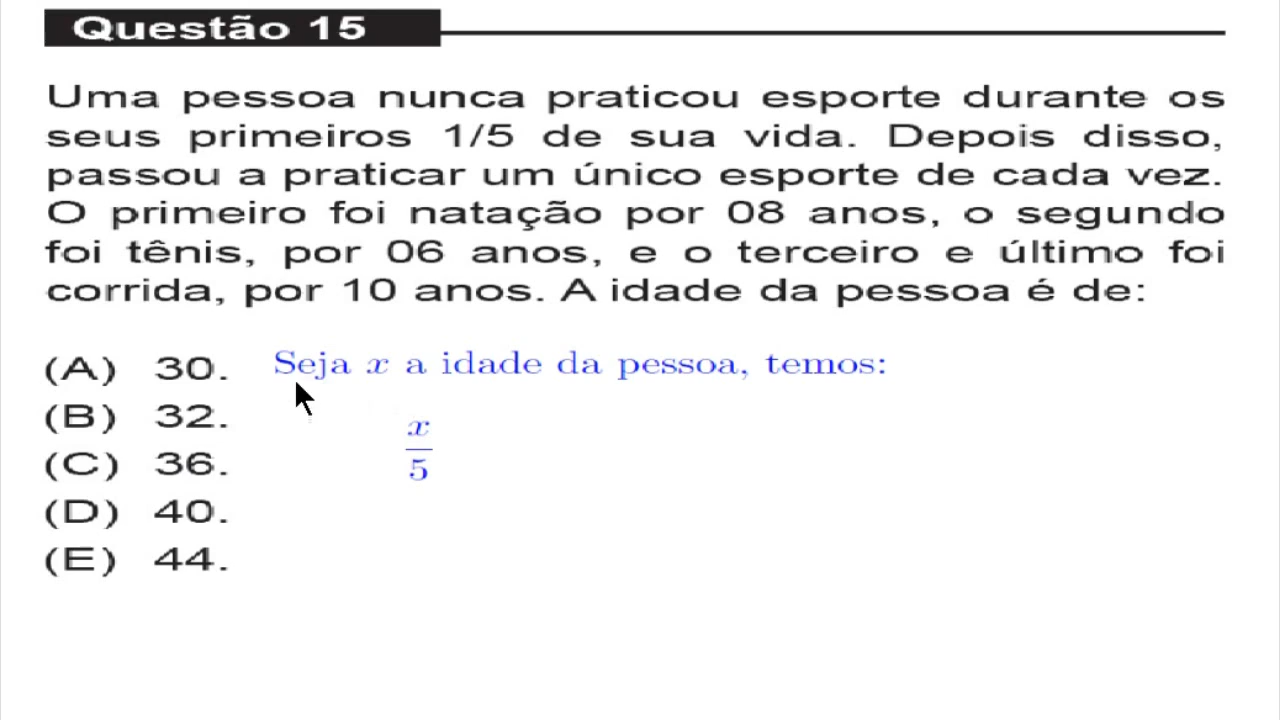 Questão 15
Uma pessoa nunca praticou esporte durante os
seus primeiros 1/5 de sua vida. Depois disso,
passou a praticar um único esporte de cada vez.
O primeiro foi natação por 08 anos, o segundo
foi tênis, por 06 anos, e o terceiro e último foi
corrida, por 10 anos. A idade da pessoa é de:
(A) 30.
(B) 32.
(C) 36.
(D) 40.
(E) 44.
Seja x a idade da pessoa, temos:
x
5